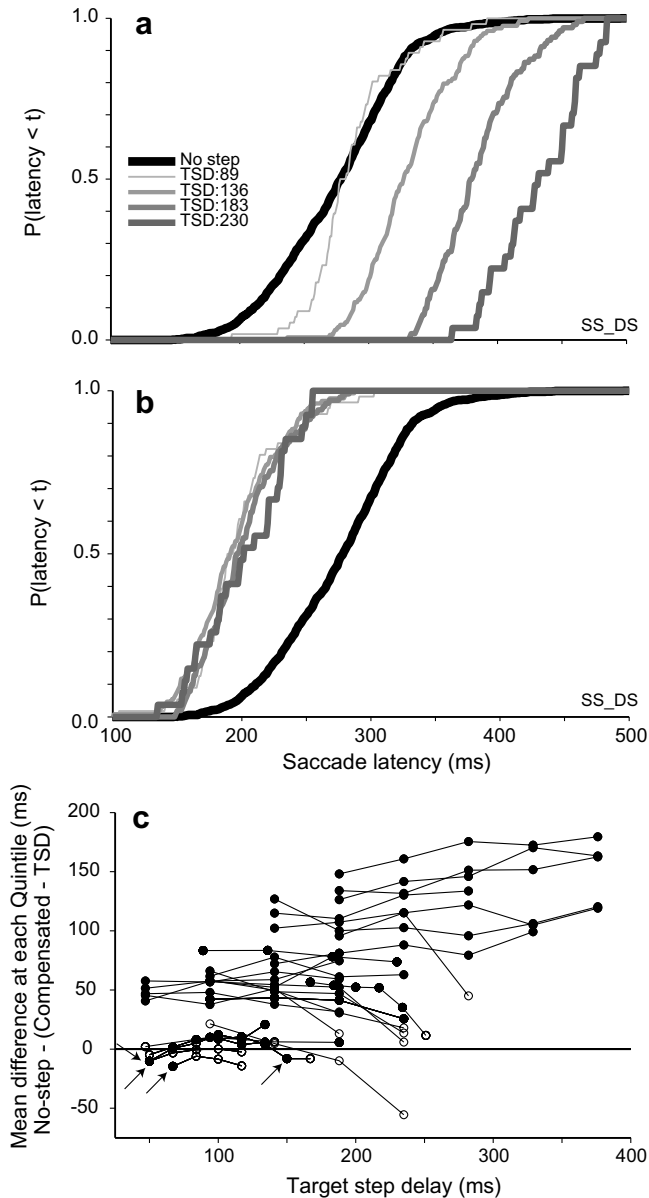 a
1.0
0.5
0.0
P(latency < t)
No step
TSD:89
TSD:136
TSD:183
TSD:230
SS_DS
b
1.0
0.5
0.0
P(latency < t)
SS_DS
100 200 300 400 500
Saccade latency (ms)
c
200
150
100
50
0
-50
Mean difference at each Quintile (ms)
No-step - (Compensated - TSD)
100 200 300 400
Target step delay (ms)